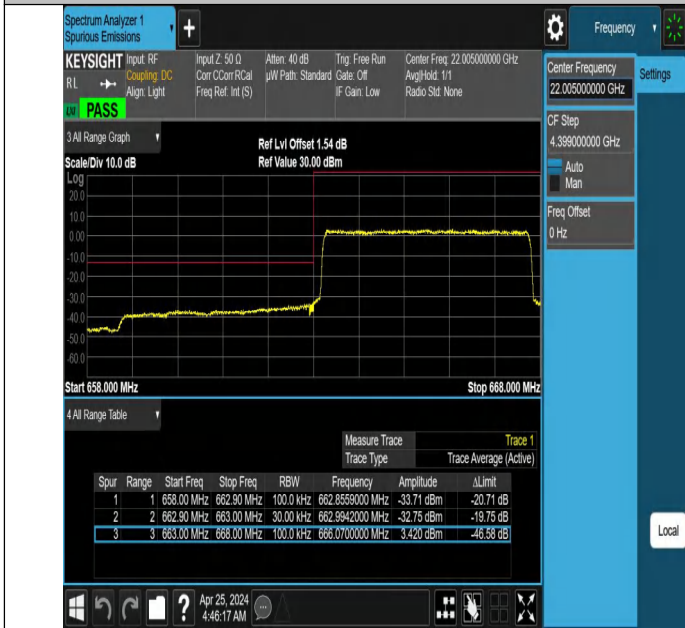 Spectrum Analyzer 1
Spurious Emissions
Frequency
KEYSIGHT Input: RF
Coupling: DC
Align: Light
Input Z: 50 Ω
Corr CCorr RCal
Freq Ref: Int (S)
Atten: 40 dB
µW Path: Standard
Trig: Free Run
Gate: Off
IF Gain: Low
Center Freq: 22.005000000 GHz
Avg|Hold: 1/1
Radio Std: None
RL
PASS
Center Frequency
22.005000000 GHz
Settings
CF Step
4.399000000 GHz
Auto
Man
Freq Offset
0 Hz
3 All Range Graph
Ref Lvl Offset 1.54 dB
Scale/Div 10.0 dB
Ref Value 30.00 dBm
Log
20.0
10.0
0.00
-10.0
-20.0
-30.0
-40.0
-50.0
-60.0
Start 658.000 MHz
Stop 668.000 MHz
4 All Range Table
Measure Trace Trace 1
Trace Type Trace Average (Active)
Spur Range Start Freq Stop Freq RBW Frequency Amplitude ΔLimit
1 1 658.00 MHz 662.90 MHz 100.0 kHz 662.8559000 MHz -33.71 dBm -20.71 dB
2 2 662.90 MHz 663.00 MHz 30.00 kHz 662.9942000 MHz -32.75 dBm -19.75 dB
3 3 663.00 MHz 668.00 MHz 100.0 kHz 666.0700000 MHz 3.420 dBm -46.58 dB
Local
Apr 25, 2024
4:46:17 AM